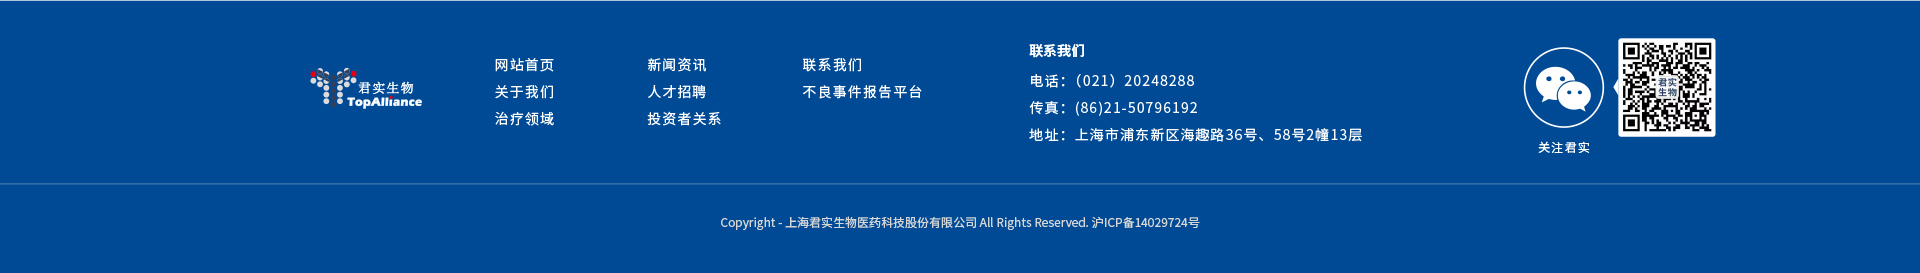 君实生物
TopAlliance
网站首页
关于我们
治疗领域
新闻资讯
人才招聘
投资者关系
联系我们
不良事件报告平台
联系我们
电话：（021）20248288
传真：(86)21-50796192
地址：上海市浦东新区海趣路36号、58号2幢13层
关注君实
君实
生物
Copyright - 上海君实生物医药科技股份有限公司 All Rights Reserved. 沪ICP备14029724号